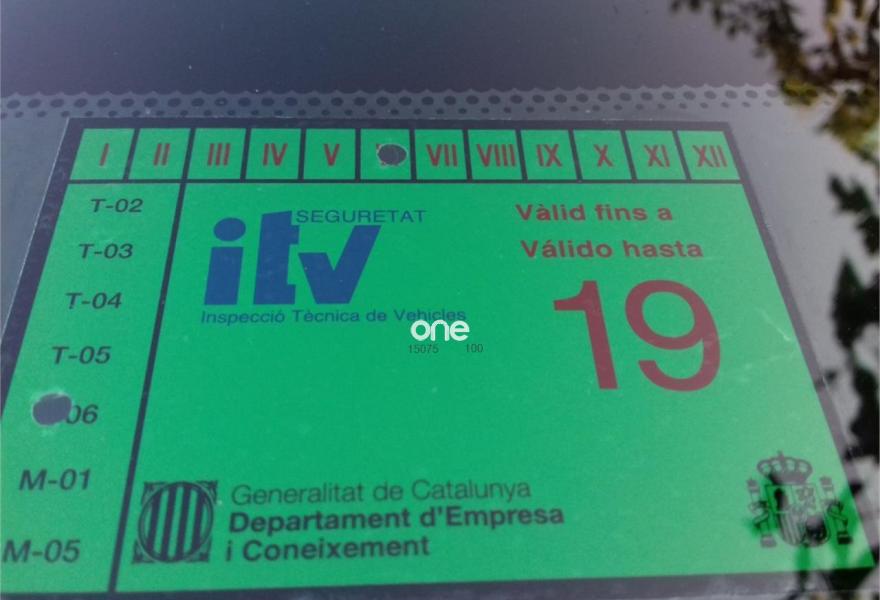 I II III IV V VII VIII IX X XI XII
T-02
T-03
T-04
T-05
06
M-01
M-05
SEGURETAT
itv
Inspecció Tècnica de Vehicles
Vàlid fins a
Válido hasta
19
one
15075 100
Generalitat de Catalunya
Departament d'Empresa
i Coneixement